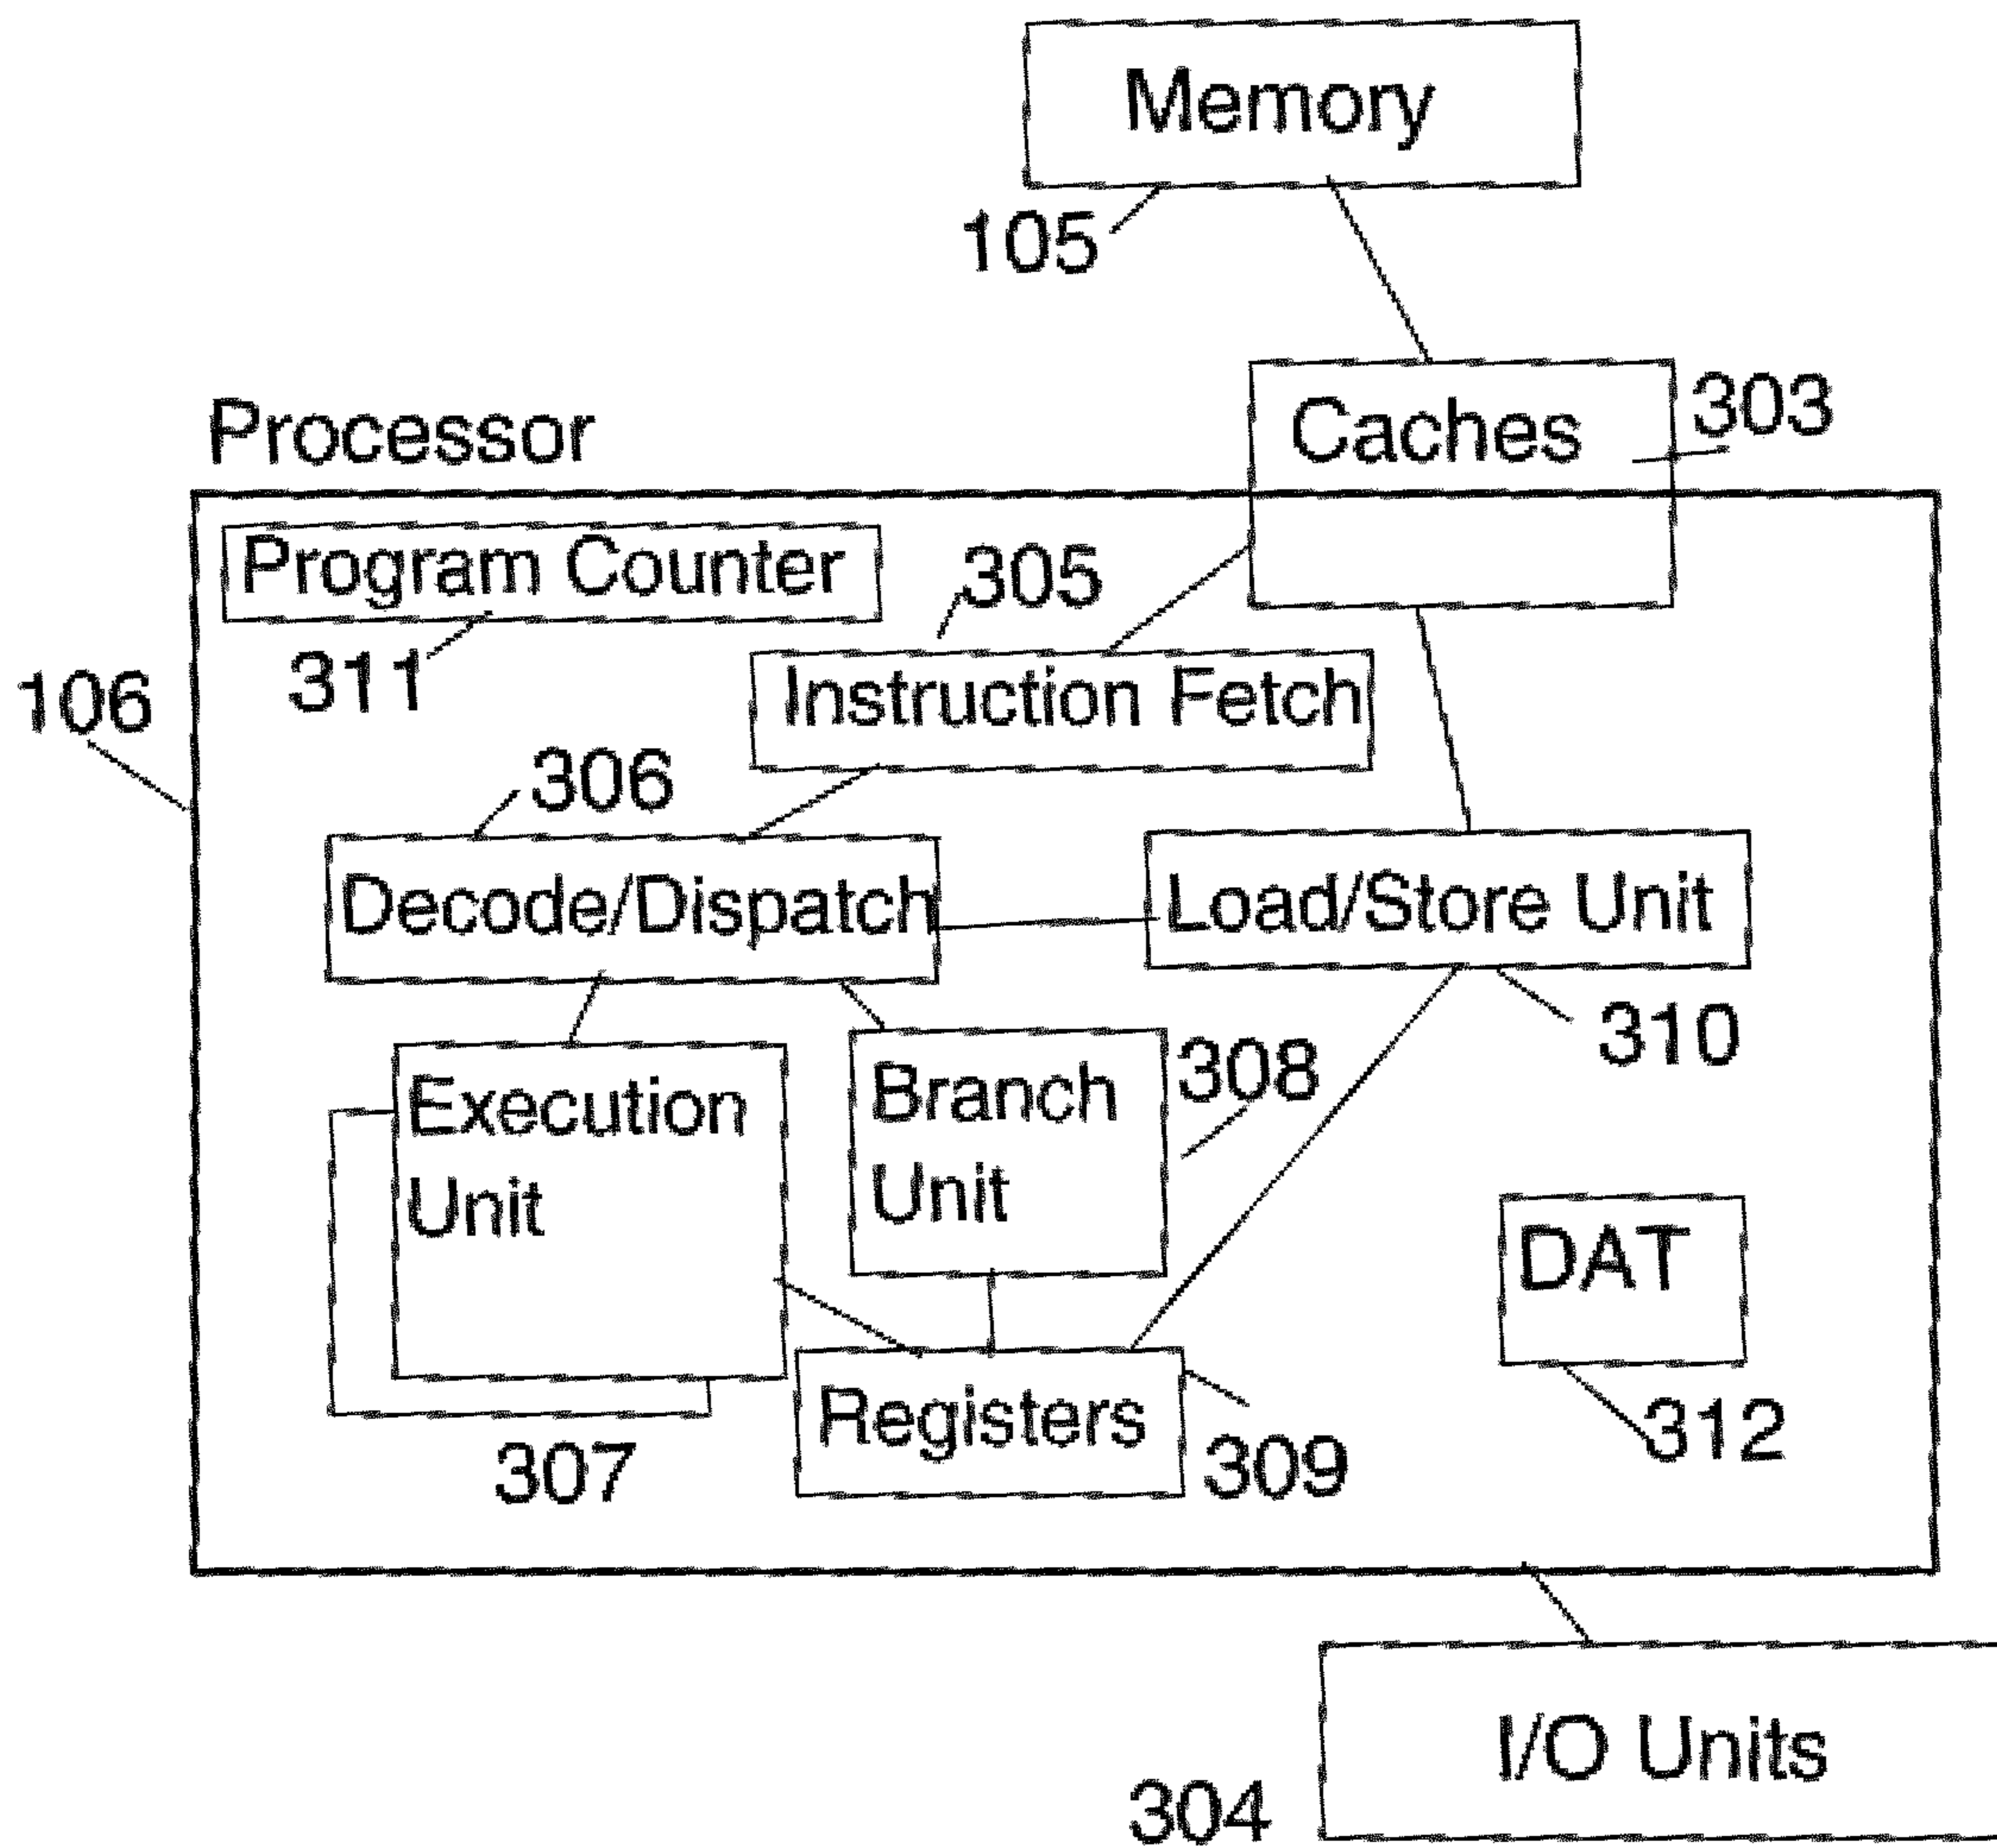 Memory
105
Caches
303
Processor
Program Counter
305
311
Instruction Fetch
106
306
Decode/Dispatch
Load/Store Unit
310
Execution
Unit
Branch
Unit
308
DAT
312
Registers
307
309
I/O Units
304